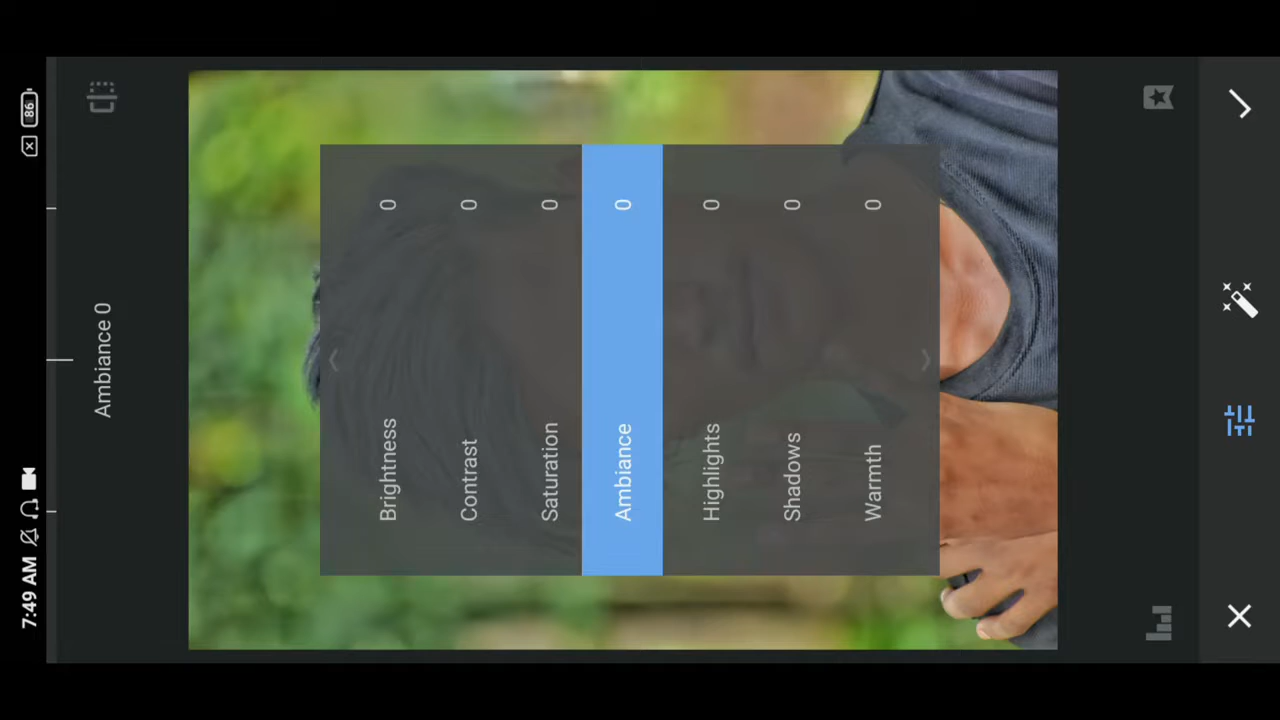 7:49 AM
86
Ambiance 0
Brightness 0
Contrast 0
Saturation 0
Ambiance 0
Highlights 0
Shadows 0
Warmth 0